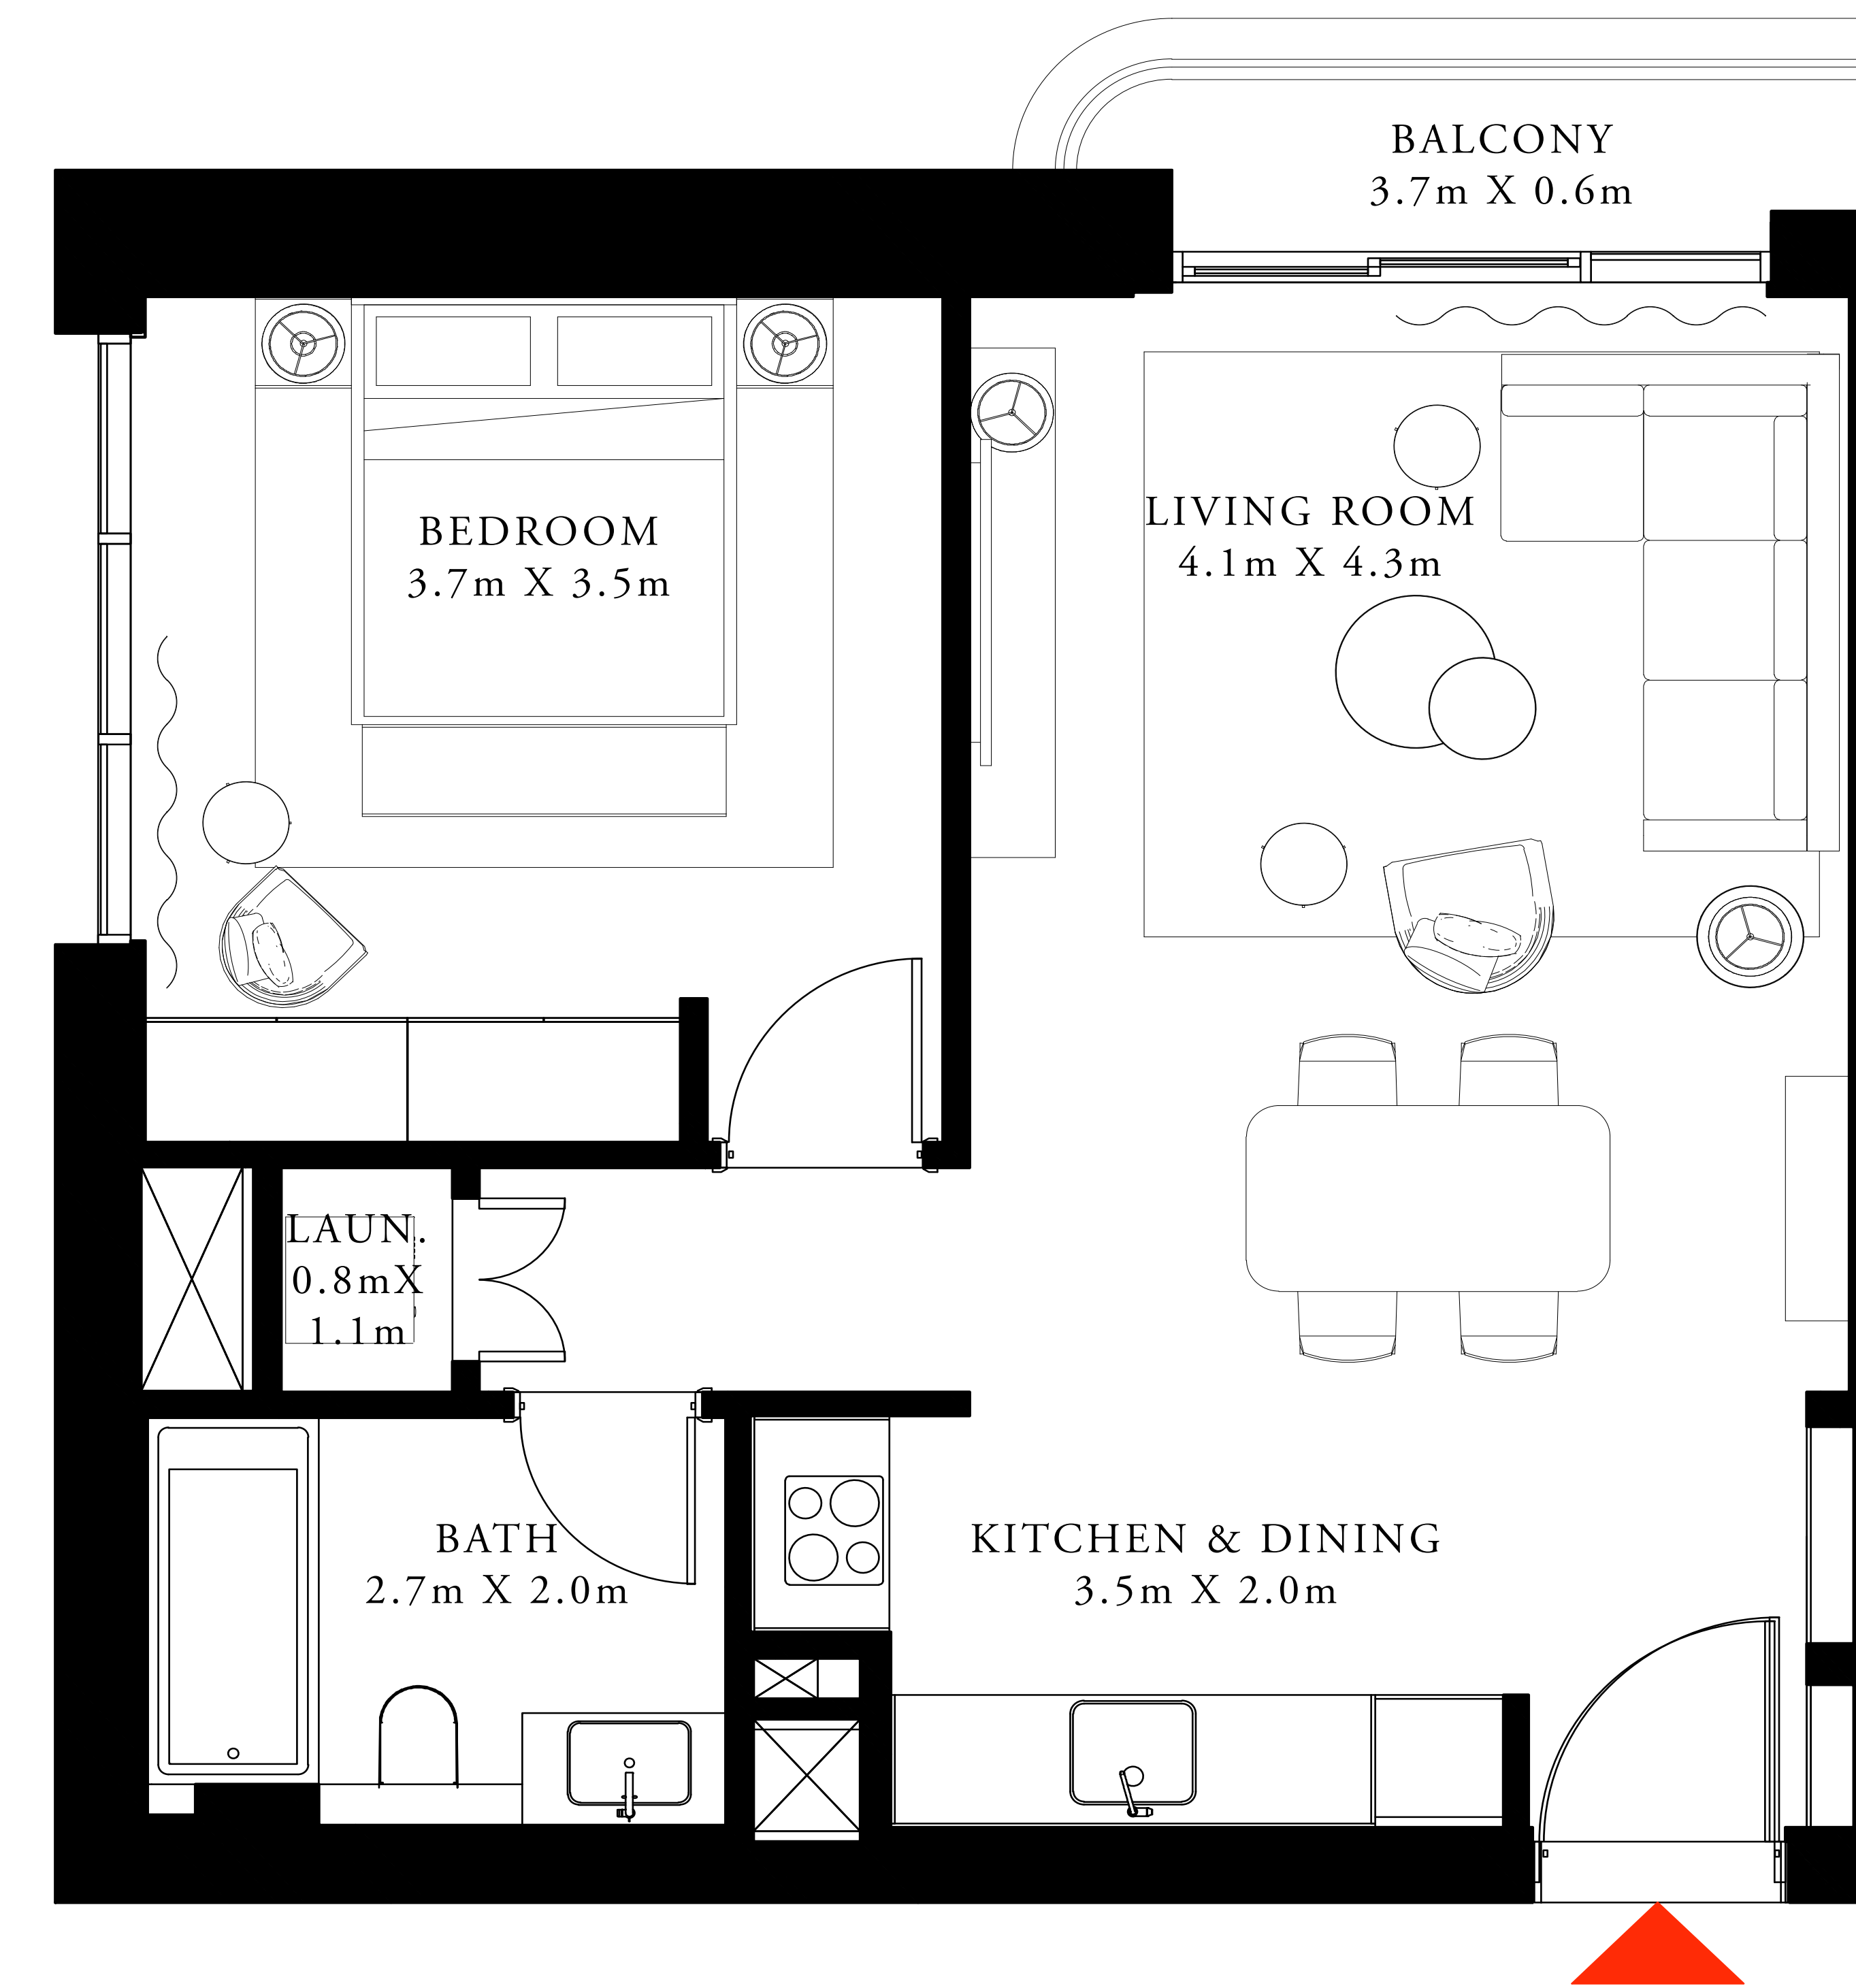 BALCONY
3.7m X 0.6m
BEDROOM
3.7m X 3.5m
LIVING ROOM
4.1m X 4.3m
LAUN.
0.8mX
1.1m
BATH
2.7m X 2.0m
KITCHEN & DINING
3.5m X 2.0m